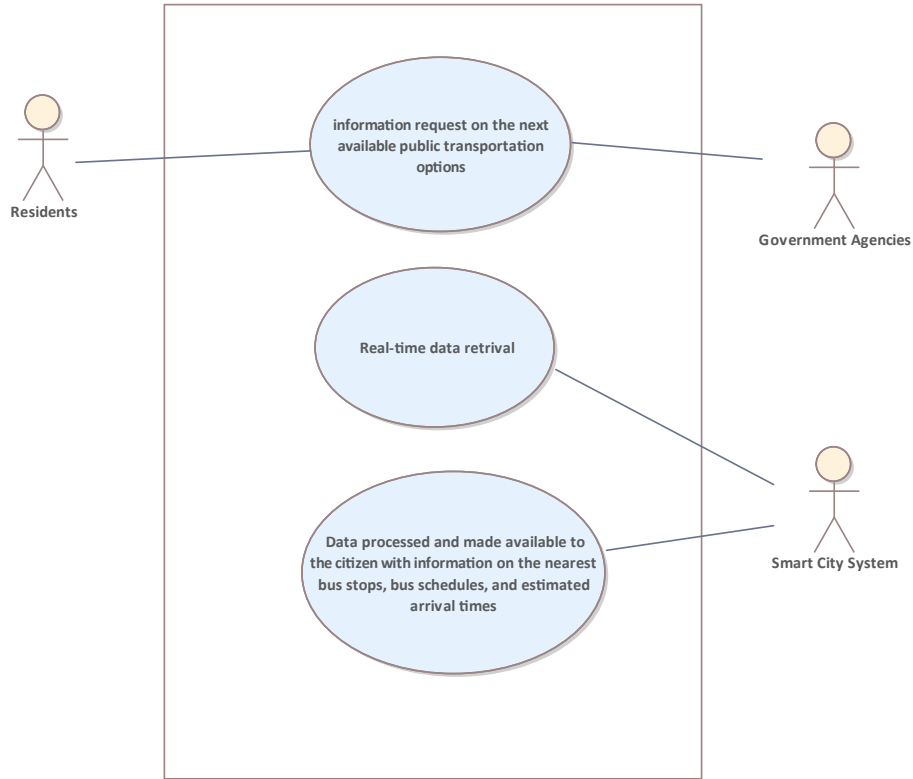 information request on the next
available public transportation
options
Residents
Government Agencies
Real-time data retrival
Data processed and made available to
the citizen with information on the nearest
bus stops, bus schedules, and estimated
arrival times
Smart City System